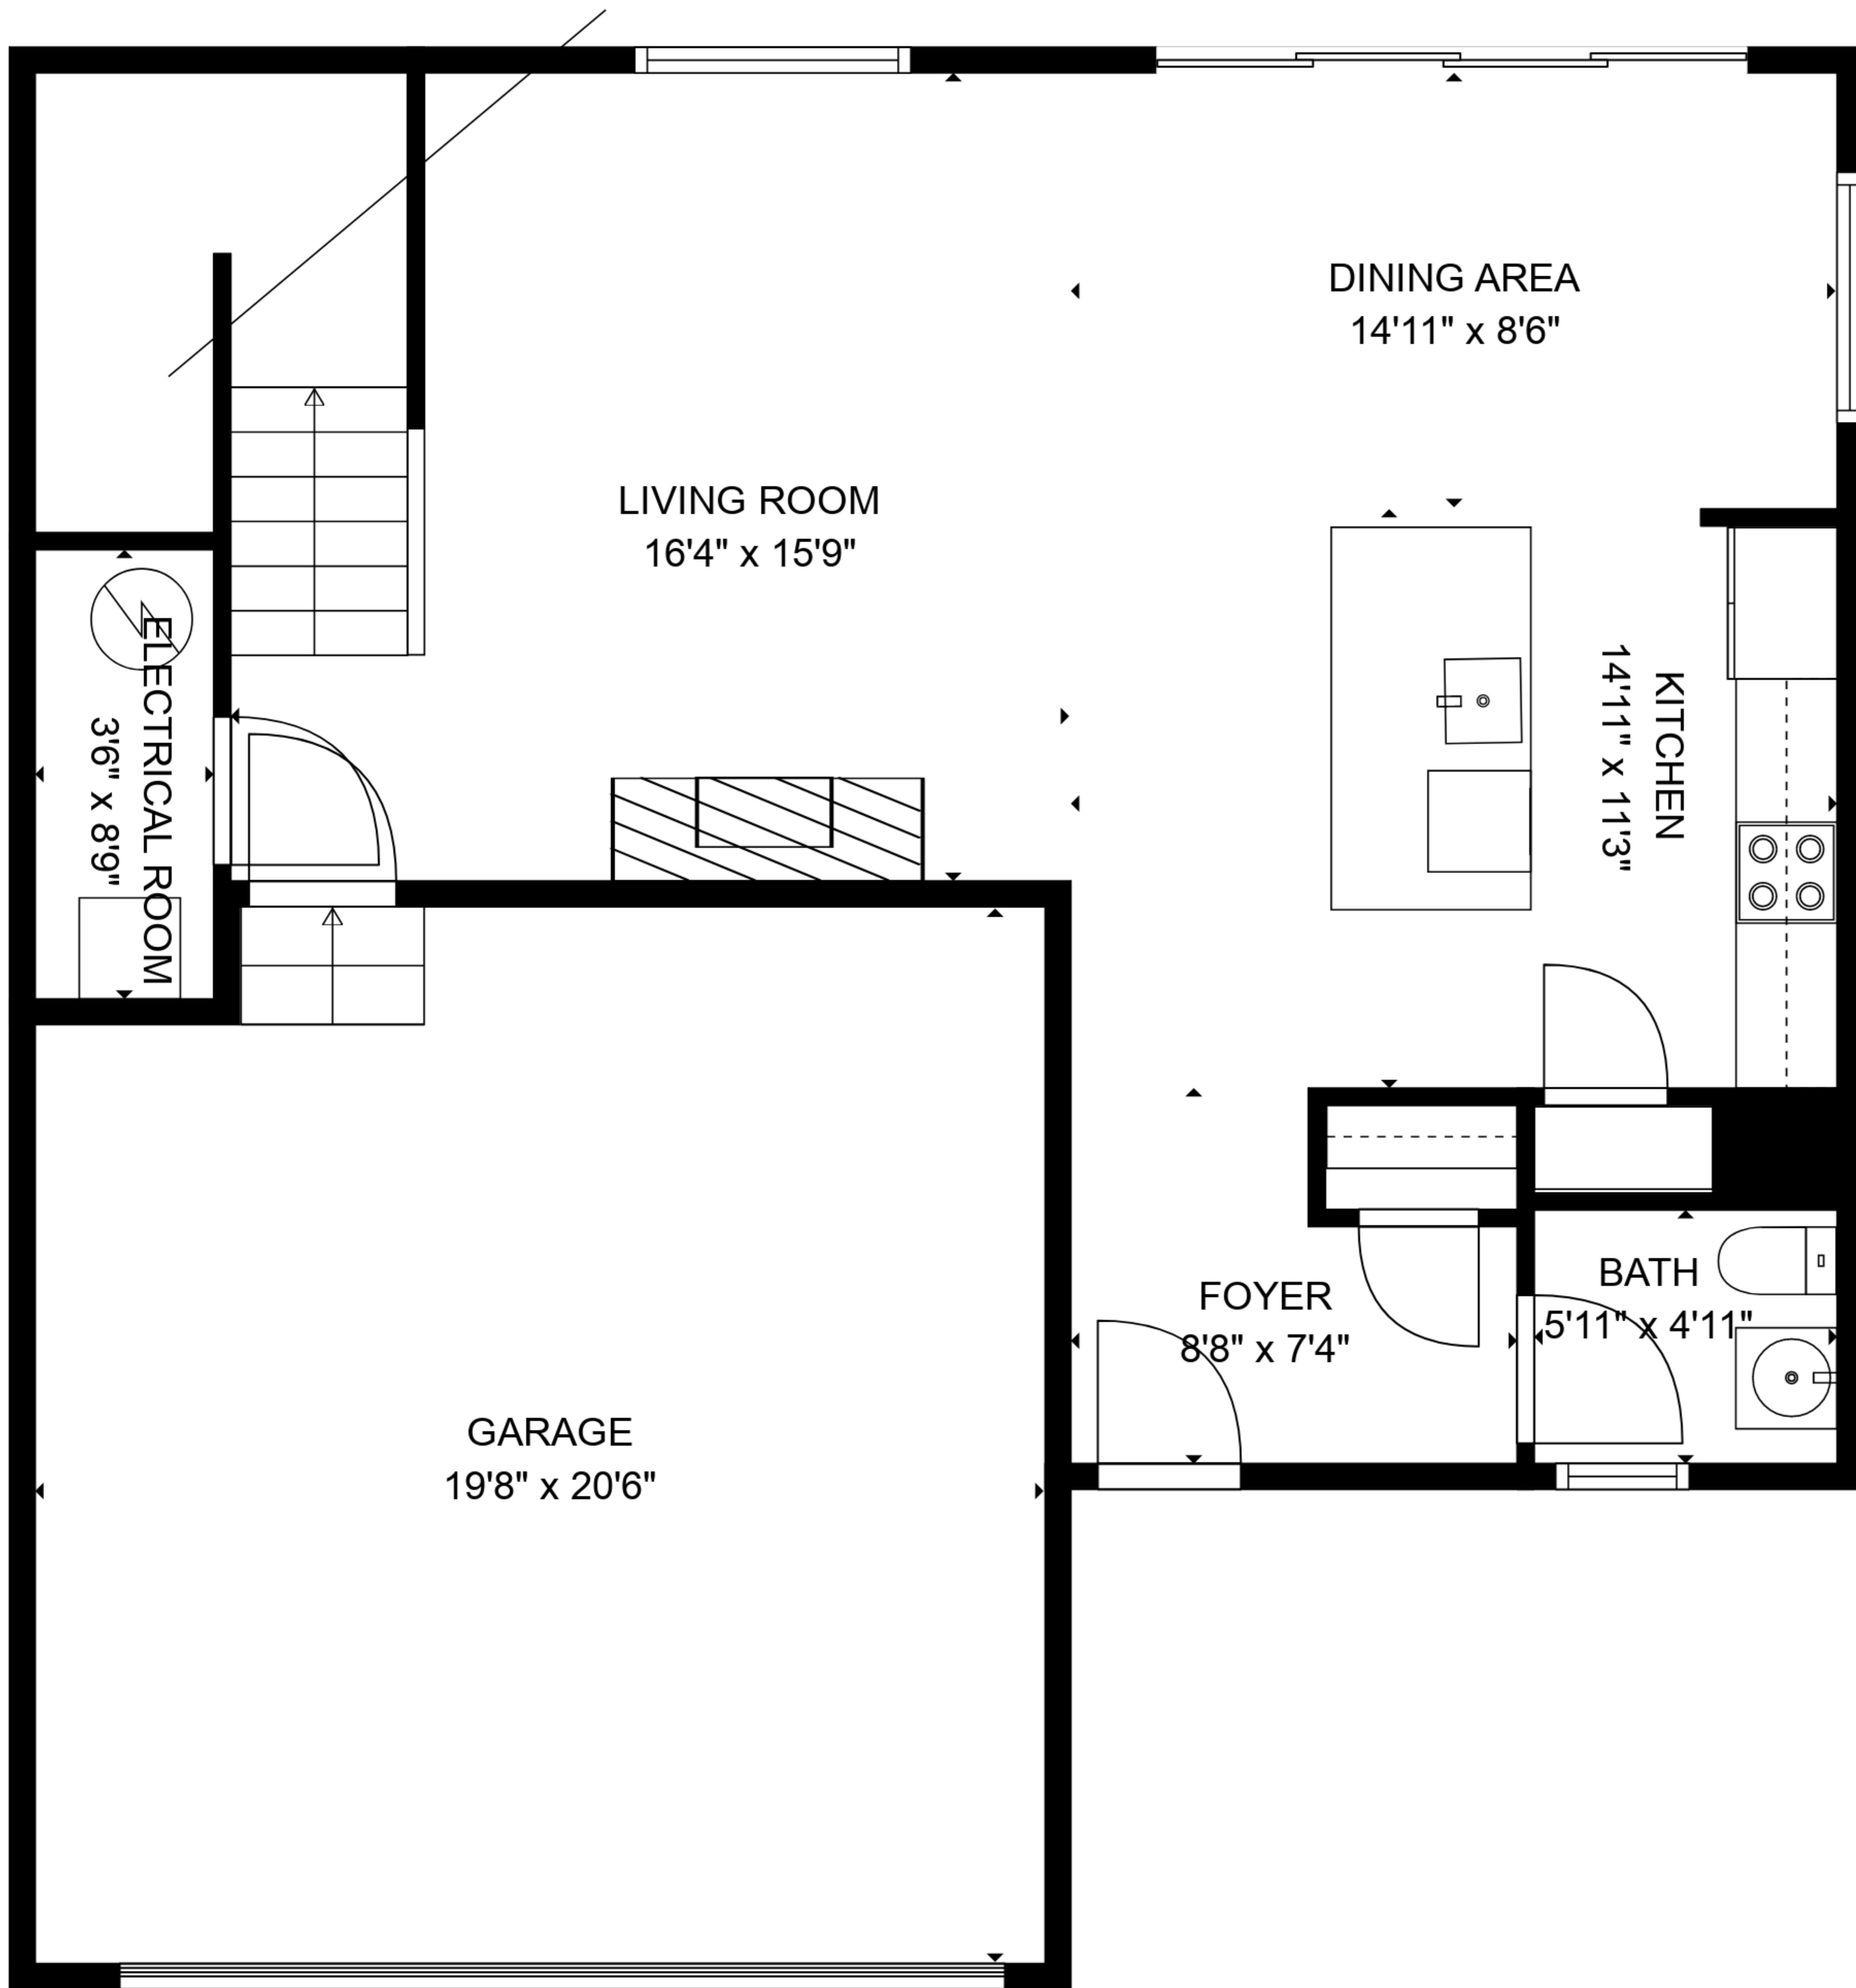 DINING AREA
14'11" x 8'6"
LIVING ROOM
16'4" x 15'9"
KITCHEN
14'11" x 11'3"
ELECTRICAL ROOM
3'6" x 8'9"
FOYER
8'8" x 7'4"
BATH
5'11" x 4'11"
GARAGE
19'8" x 20'6"